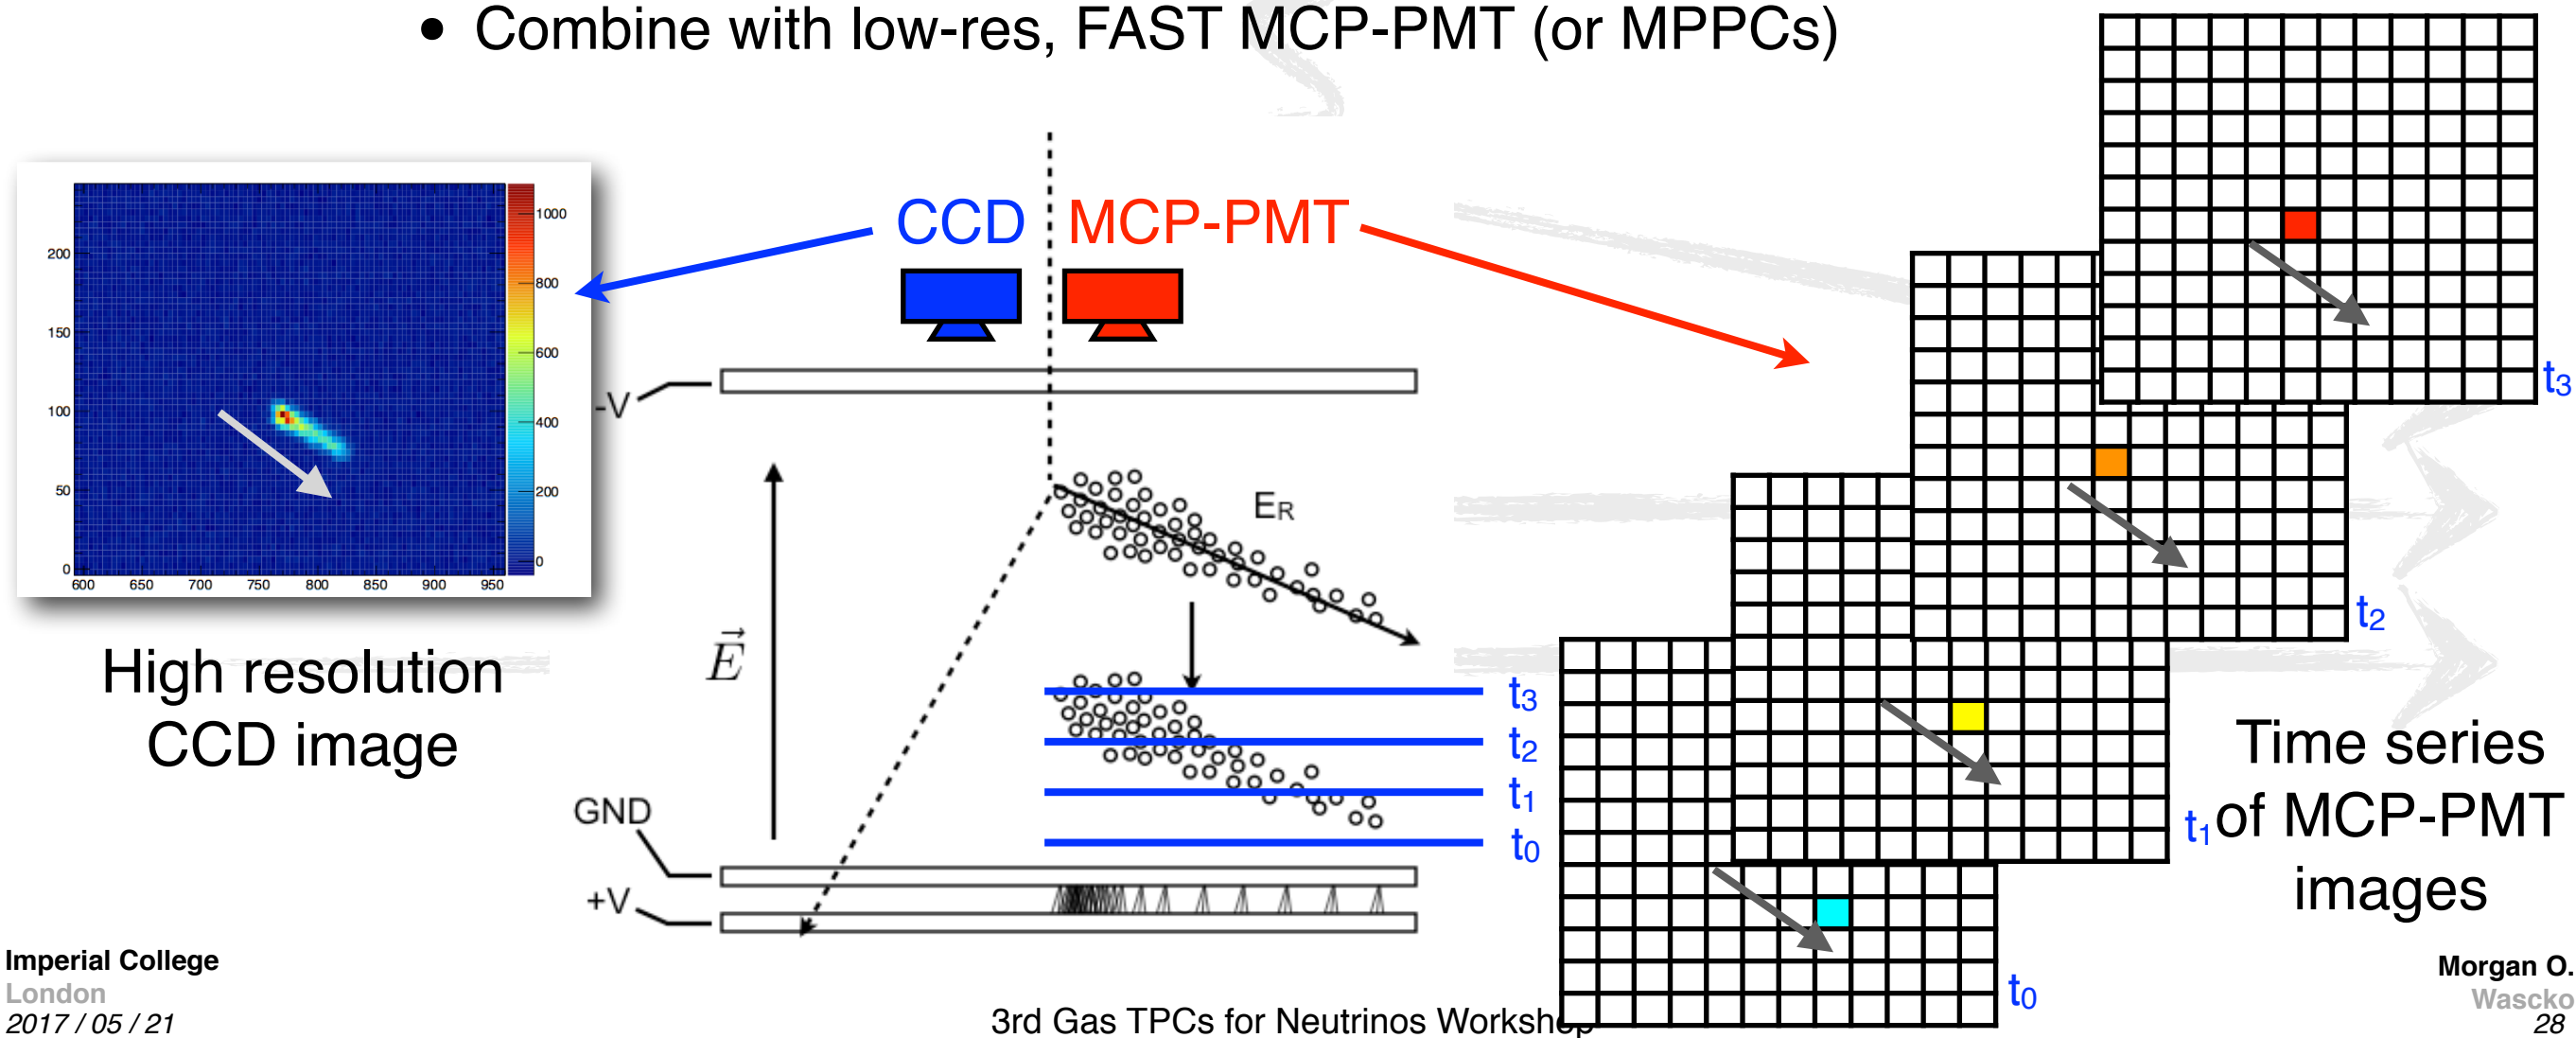 • Combine with low-res, FAST MCP-PMT (or MPPCs)
CCD MCP-PMT
1000
800
600
400
200
0
200
150
100
50
0
600 650 700 750 800 850 900 950
High resolution
CCD image
-V
E⃗
GND
+V
ER
t3
t2
t1
t0
t3
t2
t1
t0
Time series
of MCP-PMT
images
Imperial College
London
2017 / 05 / 21
3rd Gas TPCs for Neutrinos Workshop
Morgan O.
Wascko
28